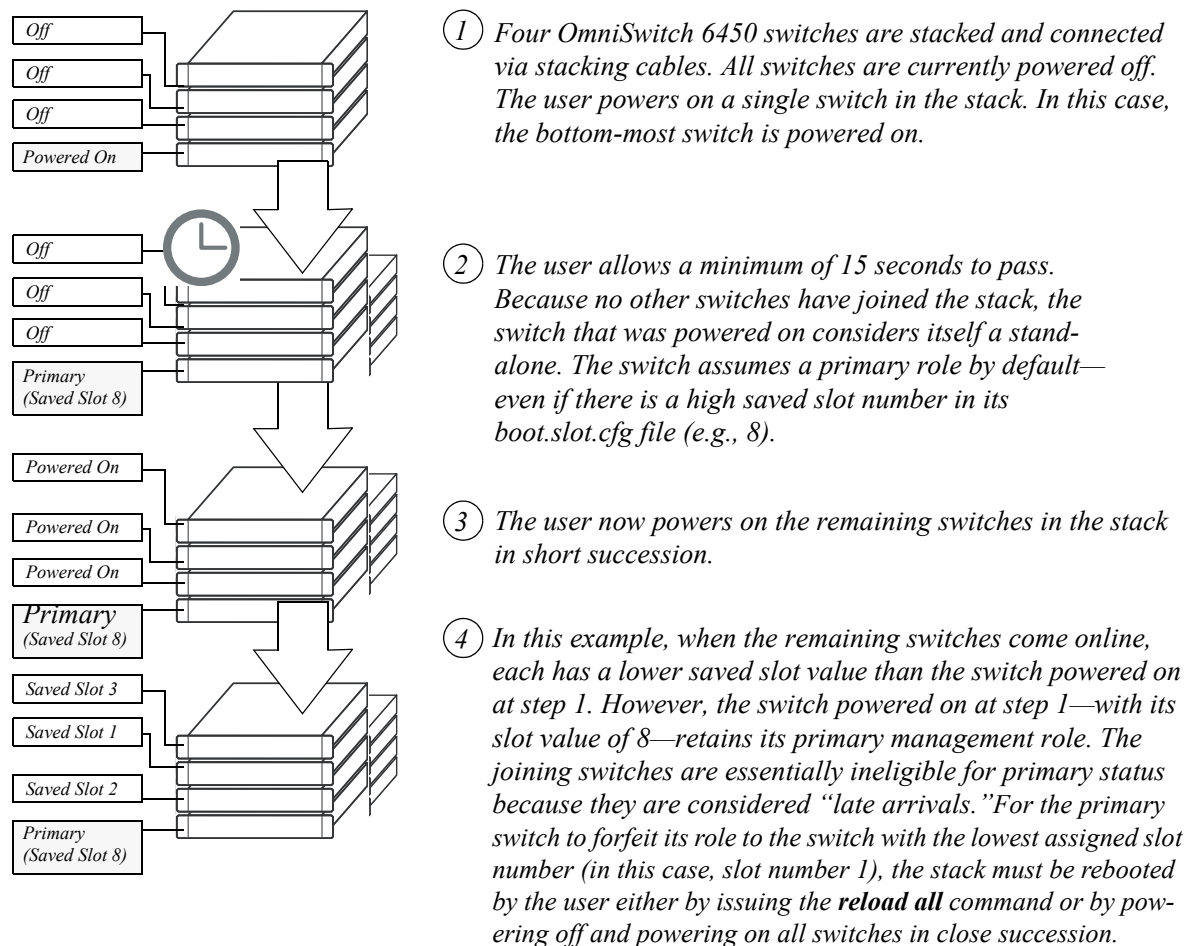 Off
Off
Off
Powered On
1 Four OmniSwitch 6450 switches are stacked and connected
via stacking cables. All switches are currently powered off.
The user powers on a single switch in the stack. In this case,
the bottom-most switch is powered on.
Off
Off
Off
Primary
(Saved Slot 8)
2 The user allows a minimum of 15 seconds to pass.
Because no other switches have joined the stack, the
switch that was powered on considers itself a stand-
alone. The switch assumes a primary role by default—
even if there is a high saved slot number in its
boot.slot.cfg file (e.g., 8).
Powered On
Powered On
Powered On
Primary
(Saved Slot 8)
3 The user now powers on the remaining switches in the stack
in short succession.
Saved Slot 3
Saved Slot 1
Saved Slot 2
Primary
(Saved Slot 8)
4 In this example, when the remaining switches come online,
each has a lower saved slot value than the switch powered on
at step 1. However, the switch powered on at step 1—with its
slot value of 8—retains its primary management role. The
joining switches are essentially ineligible for primary status
because they are considered “late arrivals.”For the primary
switch to forfeit its role to the switch with the lowest assigned slot
number (in this case, slot number 1), the stack must be rebooted
by the user either by issuing the reload all command or by pow-
ering off and powering on all switches in close succession.